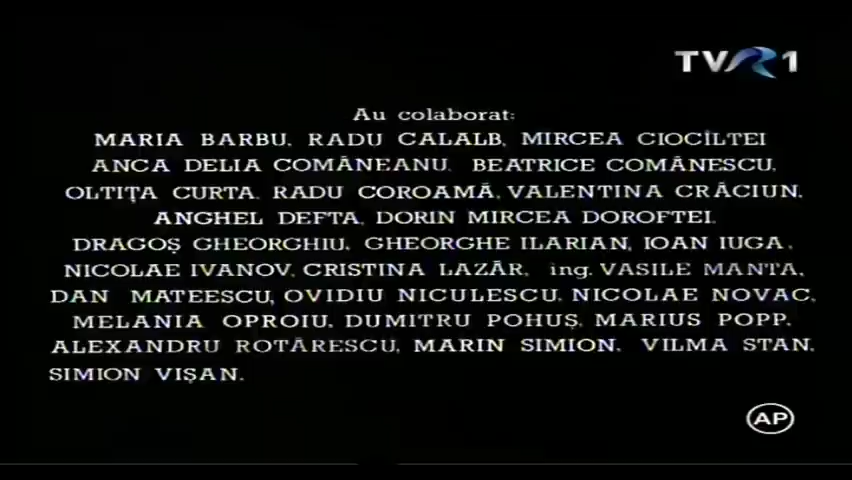 TVR1
Au colaborat:
MARIA BARBU, RADU CALALB, MIRCEA CIOCÎLTEI
ANCA DELIA COMĂNEANU, BEATRICE COMĂNESCU,
OLTIȚA CURTA, RADU COROAMĂ, VALENTINA CRĂCIUN,
ANGHEL DEFTA, DORIN MIRCEA DOROFTEI,
DRAGOȘ GHEORGHIU, GHEORGHE ILARIAN, IOAN IUGA,
NICOLAE IVANOV, CRISTINA LAZĂR, ing. VASILE MANTA,
DAN MATEESCU, OVIDIU NICULESCU, NICOLAE NOVAC,
MELANIA OPROIU, DUMITRU POHUȘ, MARIUS POPP,
ALEXANDRU ROTĂRESCU, MARIN SIMION, VILMA STAN,
SIMION VIȘAN.
AP